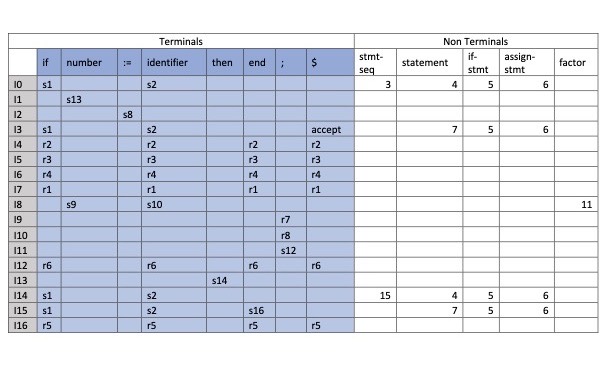 Terminals Non Terminals
if number := identifier then end ; $ stmt-seq statement if-stmt assign-stmt factor
I0 s1 s2 3 4 5 6
I1 s13
I2 s8
I3 s1 s2 accept 7 5 6
I4 r2 r2 r2 r2
I5 r3 r3 r3 r3
I6 r4 r4 r4 r4
I7 r1 r1 r1 r1
I8 s9 s10 11
I9 r7
I10 r8
I11 s12
I12 r6 r6 r6 r6
I13 s14
I14 s1 s2 15 4 5 6
I15 s1 s2 s16 7 5 6
I16 r5 r5 r5 r5